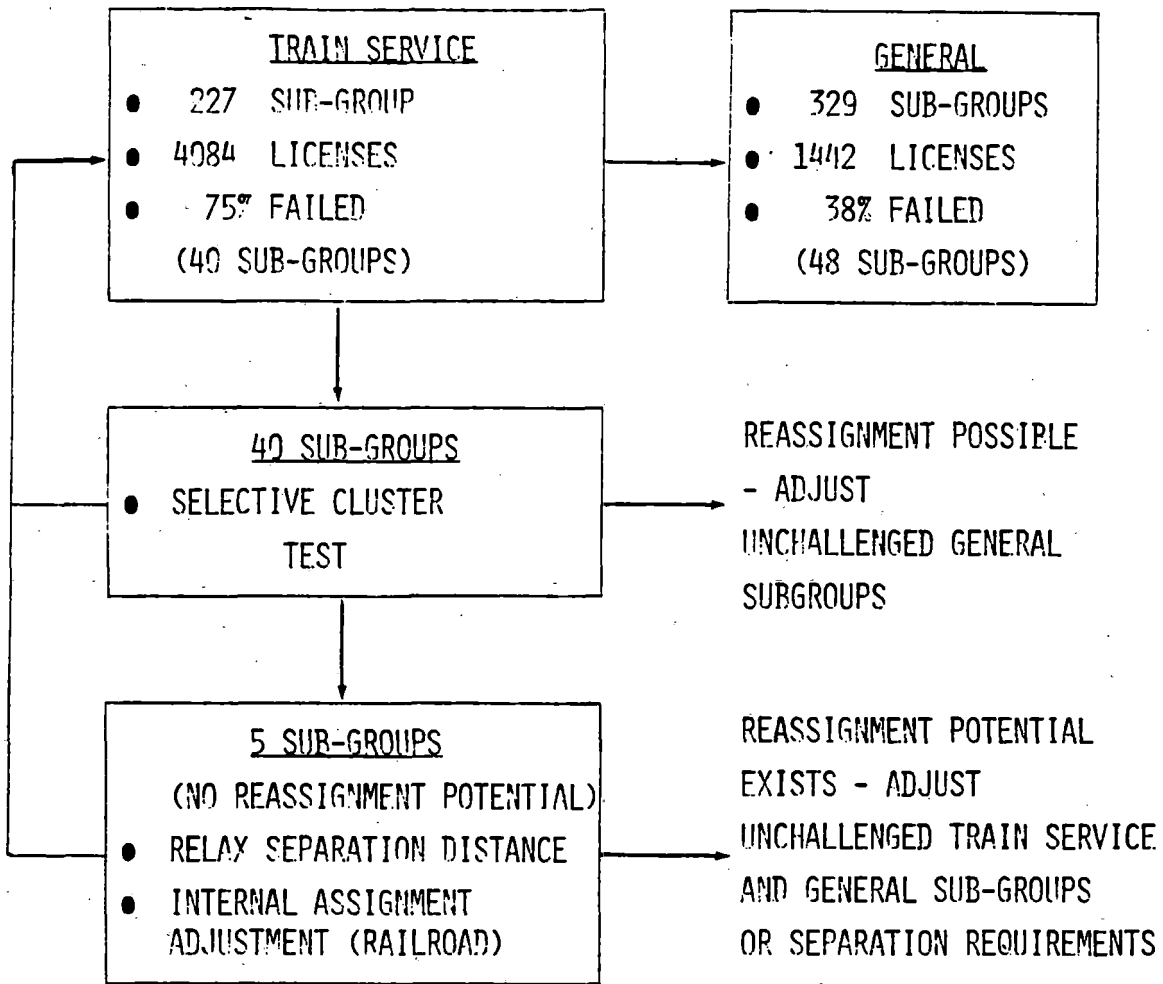 TRAIN SERVICE
● 227 SUB-GROUP
● 4084 LICENSES
● 75% FAILED
(40 SUB-GROUPS)
GENERAL
● 329 SUB-GROUPS
● 1442 LICENSES
● 38% FAILED
(48 SUB-GROUPS)
40 SUB-GROUPS
● SELECTIVE CLUSTER
TEST
REASSIGNMENT POSSIBLE
- ADJUST
UNCHALLENGED GENERAL
SUBGROUPS
5 SUB-GROUPS
(NO REASSIGNMENT POTENTIAL)
● RELAX SEPARATION DISTANCE
● INTERNAL ASSIGNMENT
ADJUSTMENT (RAILROAD)
REASSIGNMENT POTENTIAL
EXISTS - ADJUST
UNCHALLENGED TRAIN SERVICE
AND GENERAL SUB-GROUPS
OR SEPARATION REQUIREMENTS